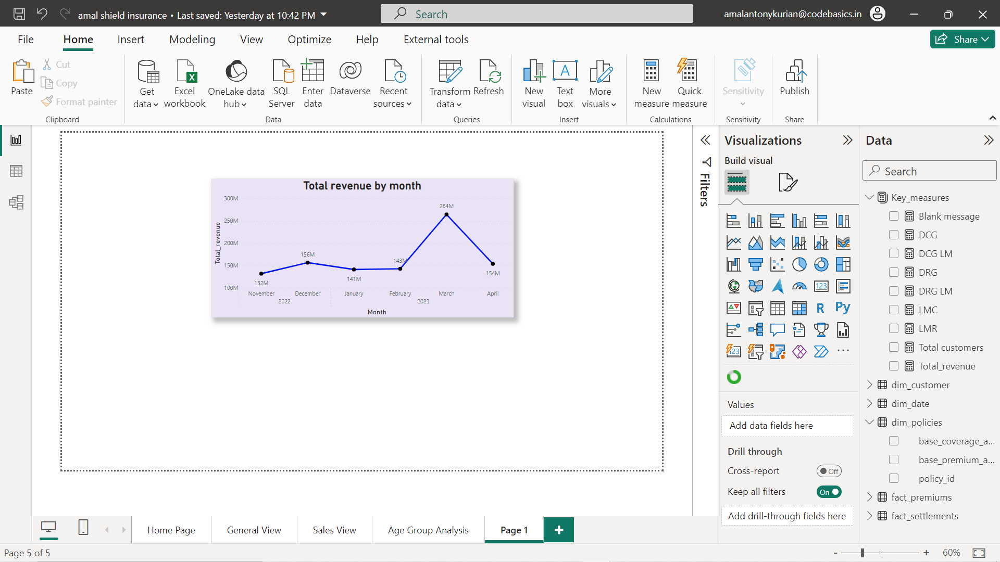 amal shield insurance • Last saved: Yesterday at 10:42 PM
Search
amalantonykurian@codebasics.in
File
Home
Insert
Modeling
View
Optimize
Help
External tools
Share
Paste
Cut
Copy
Format painter
Clipboard
Get
data
Excel
workbook
OneLake data
hub
SQL
Server
Enter
data
Dataverse
Recent
sources
Data
Transform
data
Refresh
Queries
New
visual
Text
box
More
visuals
Insert
New
measure
Quick
measure
Calculations
Sensitivity
Sensitivity
Publish
Share
Total revenue by month
Total_revenue
300M
250M
200M
150M
100M
132M
156M
141M
143M
264M
154M
November
December
January
February
March
April
2022
2023
Month
Filters
Visualizations
Build visual
123
R
Py
123
Values
Add data fields here
Drill through
Cross-report
Off
Keep all filters
On
Add drill-through fields here
Data
Search
Key_measures
Blank message
DCG
DCG LM
DRG
DRG LM
LMC
LMR
Total customers
Total_revenue
dim_customer
dim_date
dim_policies
base_coverage_a...
base_premium_a...
policy_id
fact_premiums
fact_settlements
Home Page
General View
Sales View
Age Group Analysis
Page 1
Page 5 of 5
- + 60%